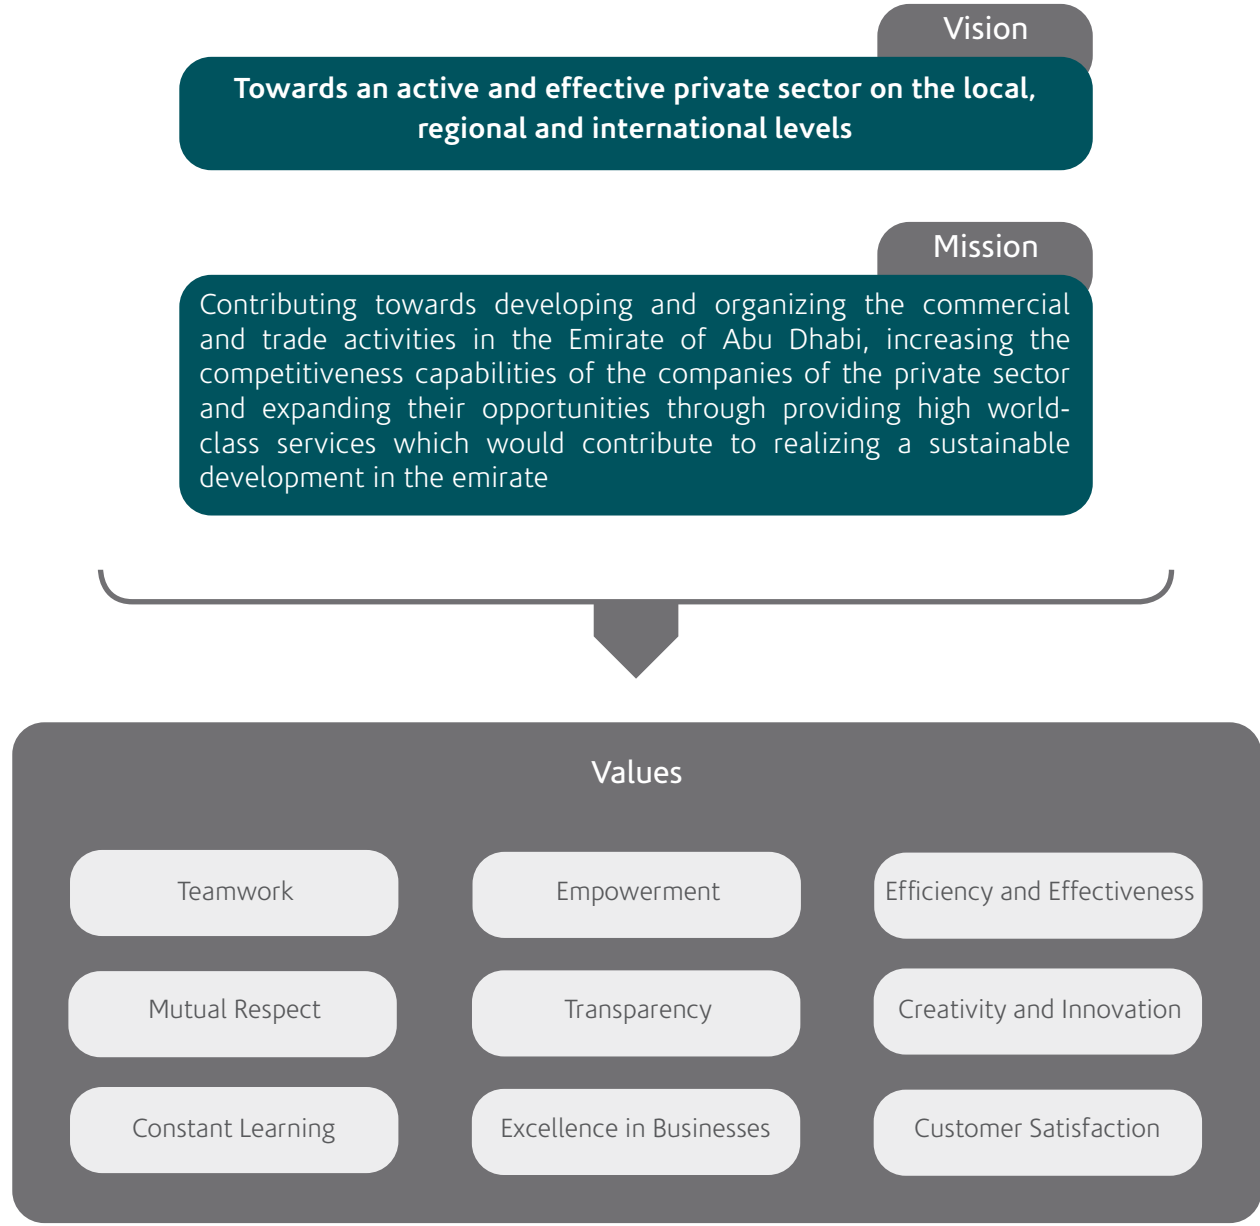 Vision
Towards an active and effective private sector on the local,
regional and international levels
Mission
Contributing towards developing and organizing the commercial
and trade activities in the Emirate of Abu Dhabi, increasing the
competitiveness capabilities of the companies of the private sector
and expanding their opportunities through providing high world-
class services which would contribute to realizing a sustainable
development in the emirate
Values
Teamwork
Empowerment
Efficiency and Effectiveness
Mutual Respect
Transparency
Creativity and Innovation
Constant Learning
Excellence in Businesses
Customer Satisfaction